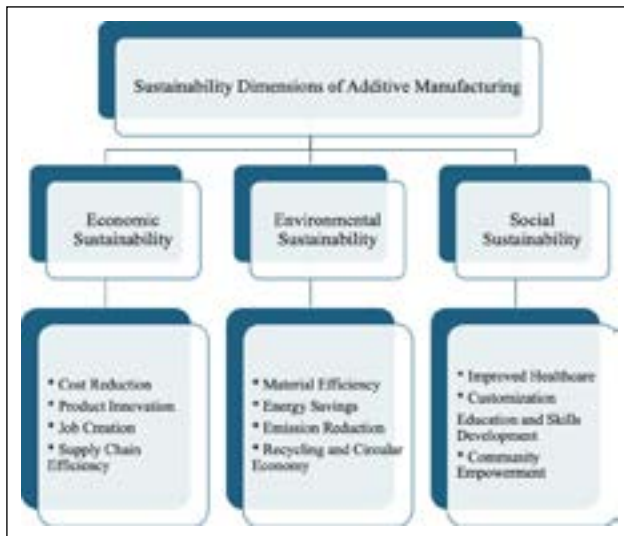 Sustainability Dimensions of Additive Manufacturing
Economic
Sustainability
Environmental
Sustainability
Social
Sustainability
* Cost Reduction
* Product Innovation
* Job Creation
* Supply Chain
Efficiency
* Material Efficiency
* Energy Savings
* Emission Reduction
* Recycling and Circular
Economy
* Improved Healthcare
* Customization
Education and Skills
Development
* Community
Empowerment